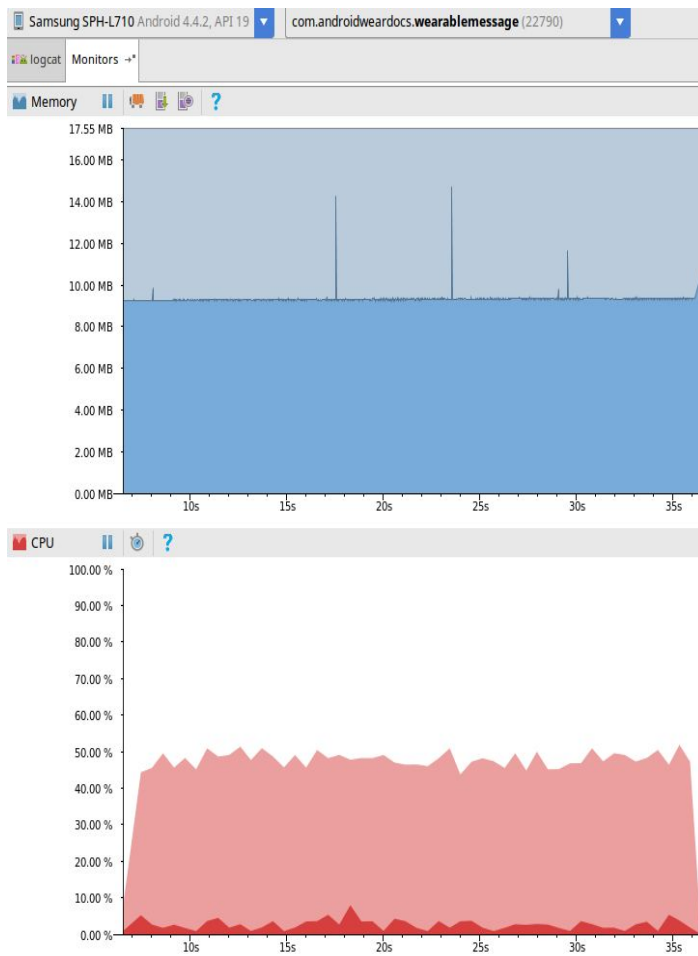 Samsung SPH-L710 Android 4.4.2, API 19 com.androidweardocs.wearablemessage (22790)
logcat Monitors
Memory ?
17.55 MB
16.00 MB
14.00 MB
12.00 MB
10.00 MB
8.00 MB
6.00 MB
4.00 MB
2.00 MB
0.00 MB
10s 15s 20s 25s 30s 35s
CPU ?
100.00 %
90.00 %
80.00 %
70.00 %
60.00 %
50.00 %
40.00 %
30.00 %
20.00 %
10.00 %
0.00 %
10s 15s 20s 25s 30s 35s